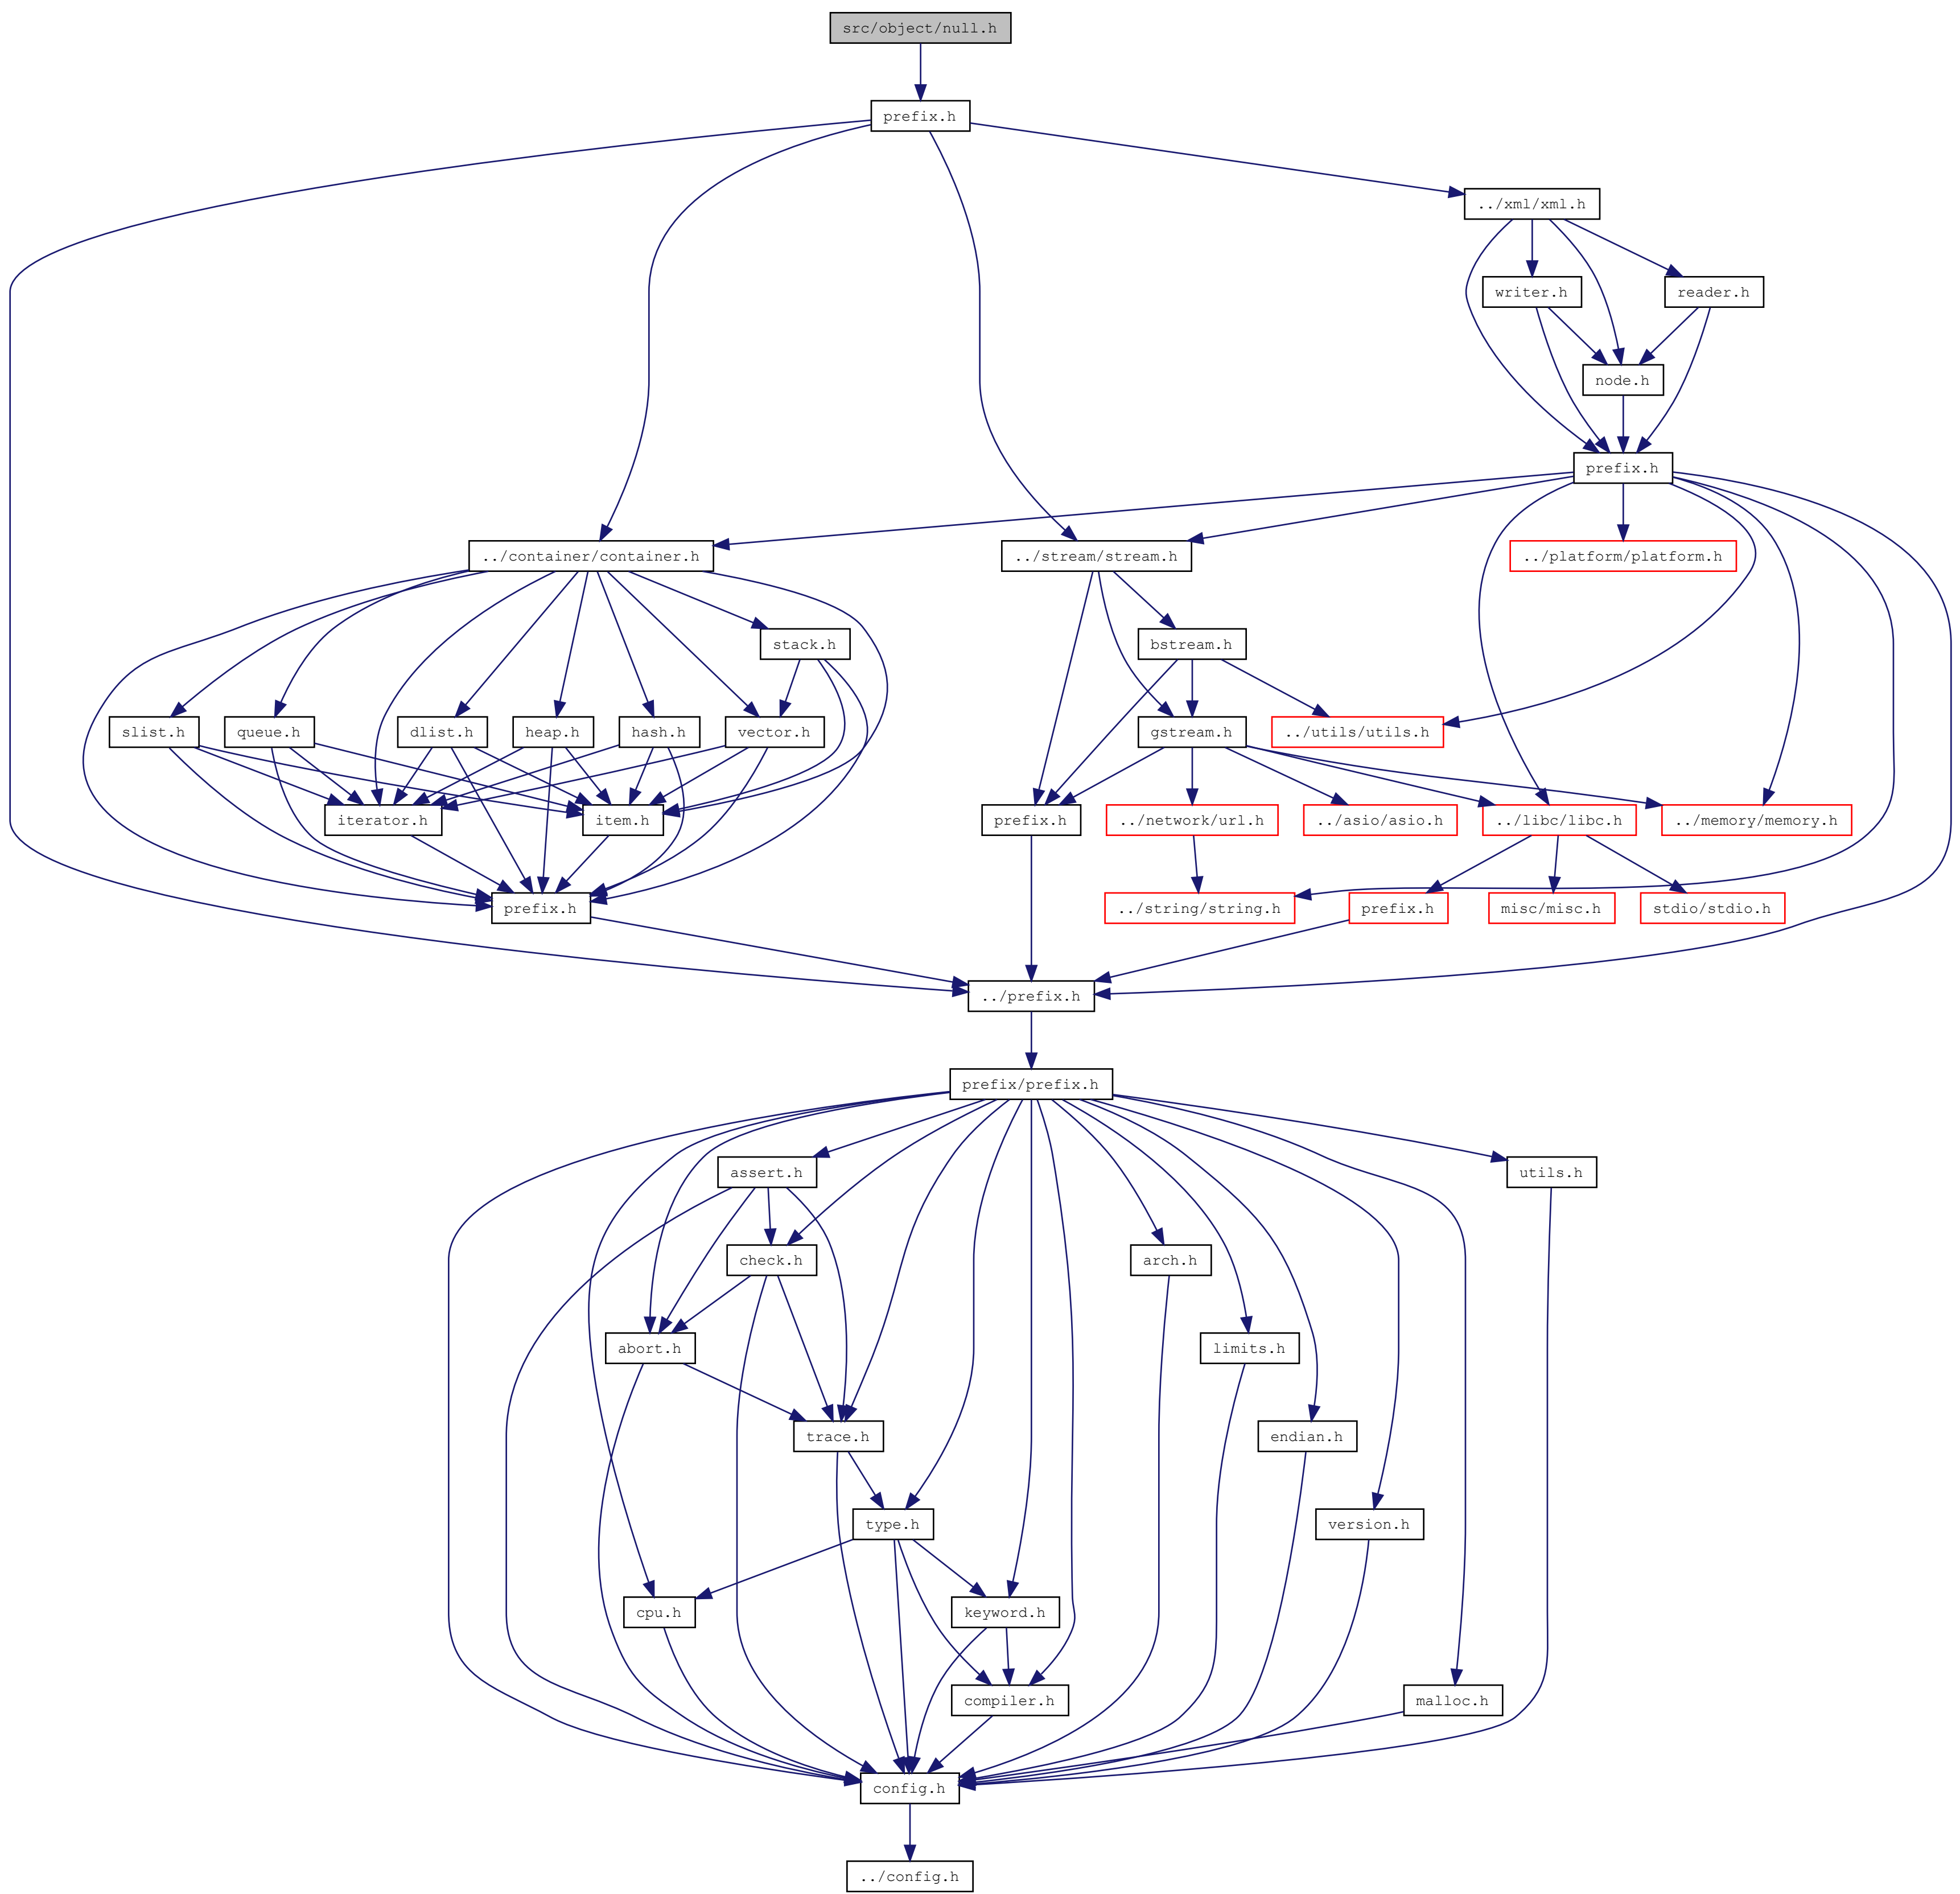 src/object/null.h
prefix.h
../xml/xml.h
writer.h
reader.h
node.h
prefix.h
../container/container.h
../stream/stream.h
../platform/platform.h
stack.h
bstream.h
slist.h
queue.h
dlist.h
heap.h
hash.h
vector.h
gstream.h
../utils/utils.h
iterator.h
item.h
prefix.h
../network/url.h
../asio/asio.h
../libc/libc.h
../memory/memory.h
prefix.h
../string/string.h
prefix.h
misc/misc.h
stdio/stdio.h
../prefix.h
prefix/prefix.h
assert.h
utils.h
check.h
arch.h
abort.h
limits.h
trace.h
endian.h
type.h
version.h
cpu.h
keyword.h
compiler.h
malloc.h
config.h
../config.h